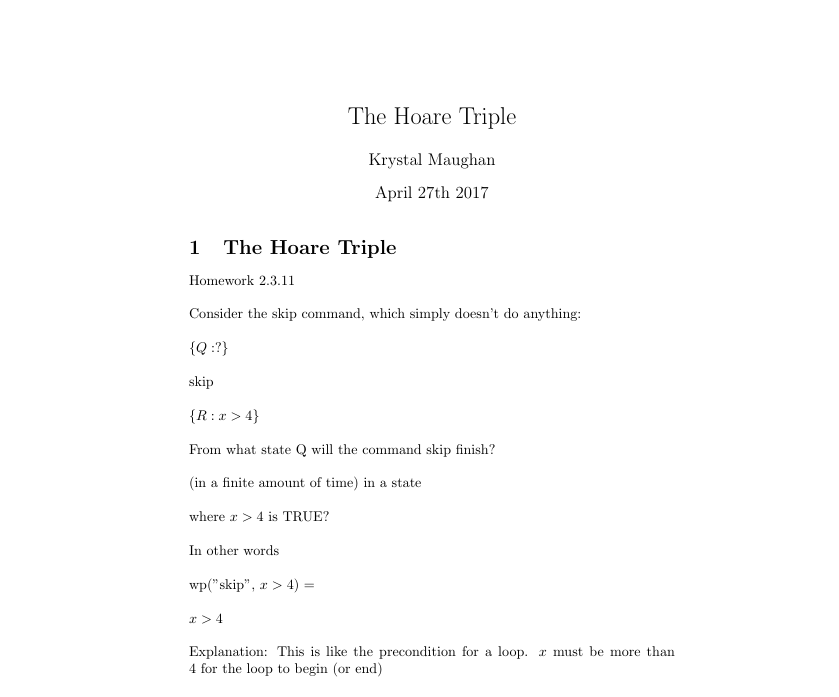 The Hoare Triple
Krystal Maughan
April 27th 2017
1 The Hoare Triple
Homework 2.3.11
Consider the skip command, which simply doesn't do anything:
{Q :?}
skip
{R : x > 4}
From what state Q will the command skip finish?
(in a finite amount of time) in a state
where x > 4 is TRUE?
In other words
wp(”skip”, x > 4) =
x > 4
Explanation: This is like the precondition for a loop. x must be more than
4 for the loop to begin (or end)